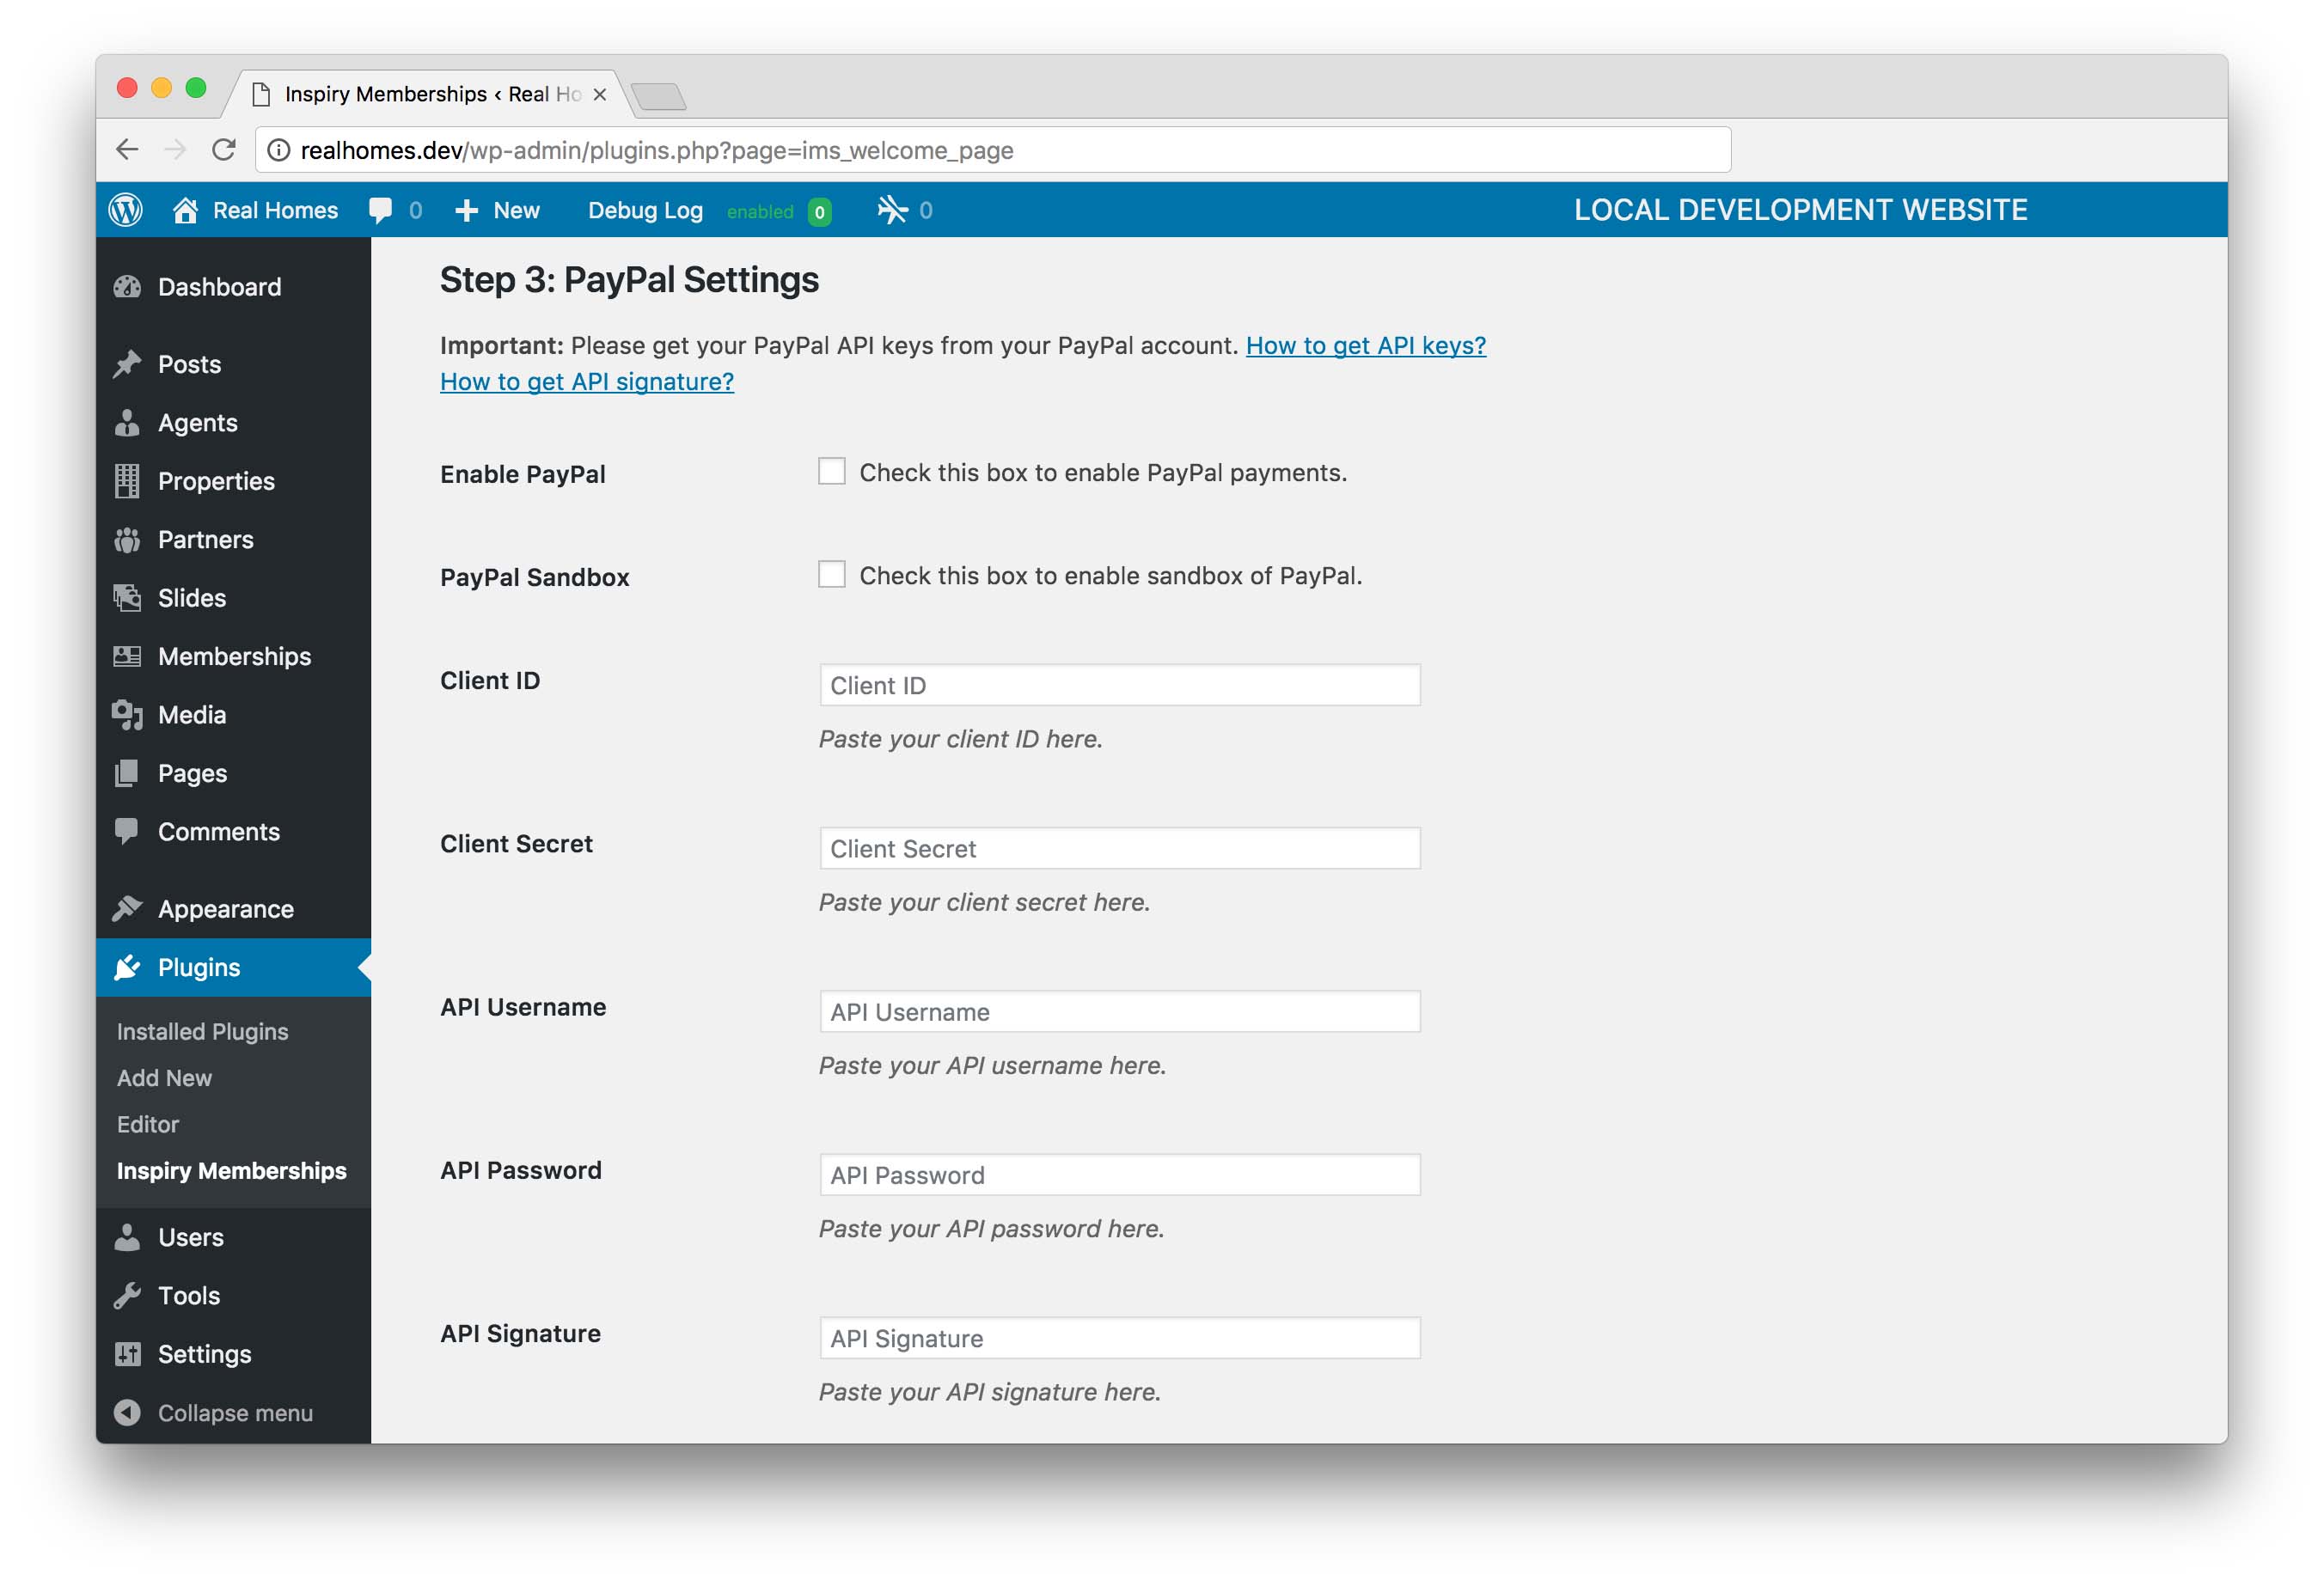 Inspiry Memberships ‹ Real Ho
realhomes.dev/wp-admin/plugins.php?page=ims_welcome_page
Real Homes 0 New Debug Log enabled 0 0 LOCAL DEVELOPMENT WEBSITE
Dashboard
Posts
Agents
Properties
Partners
Slides
Memberships
Media
Pages
Comments
Appearance
Plugins
Installed Plugins
Add New
Editor
Inspiry Memberships
Users
Tools
Settings
Collapse menu
Step 3: PayPal Settings
Important: Please get your PayPal API keys from your PayPal account. How to get API keys?
How to get API signature?
Enable PayPal Check this box to enable PayPal payments.
PayPal Sandbox Check this box to enable sandbox of PayPal.
Client ID Client ID
Paste your client ID here.
Client Secret Client Secret
Paste your client secret here.
API Username API Username
Paste your API username here.
API Password API Password
Paste your API password here.
API Signature API Signature
Paste your API signature here.